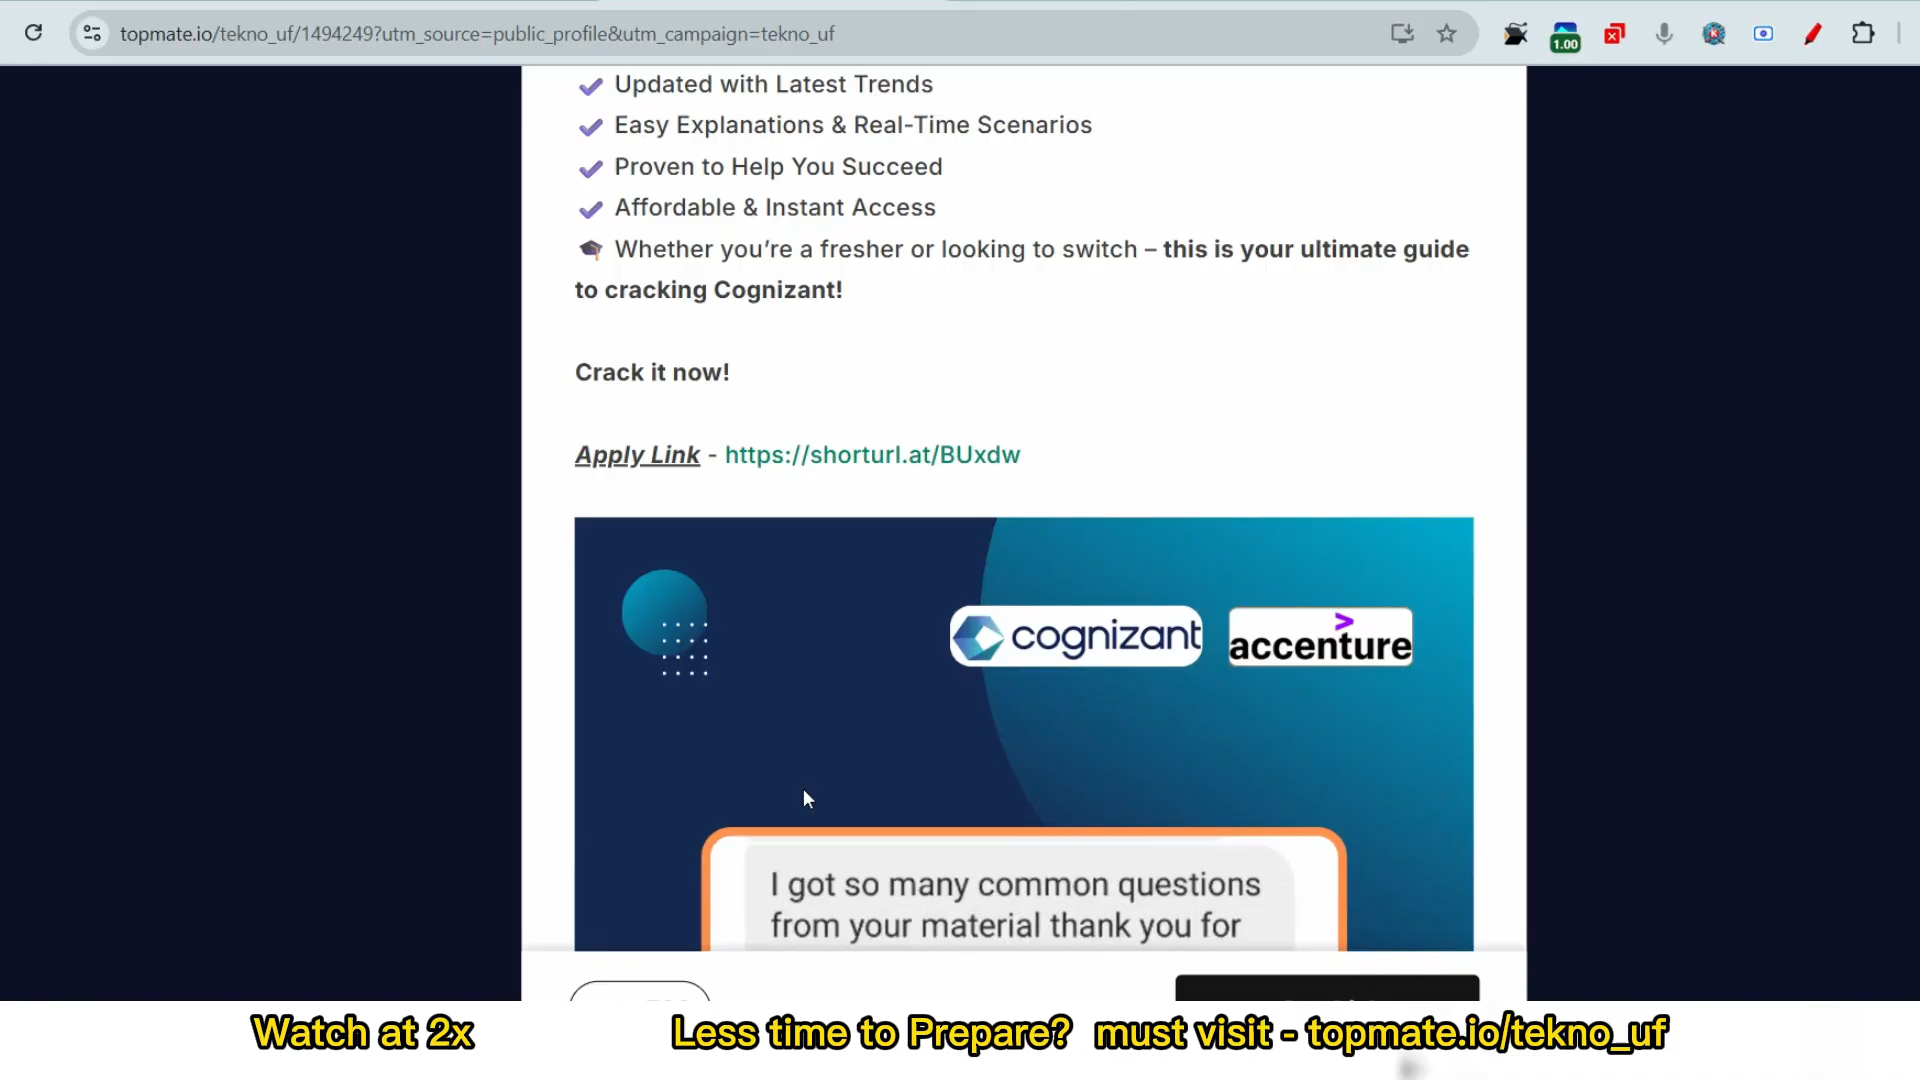 topmate.io/tekno_uf/1494249?utm_source=public_profile&utm_campaign=tekno_uf
1.00
Updated with Latest Trends
Easy Explanations & Real-Time Scenarios
Proven to Help You Succeed
Affordable & Instant Access
Whether you’re a fresher or looking to switch – this is your ultimate guide
to cracking Cognizant!
Crack it now!
Apply Link - https://shorturl.at/BUxdw
cognizant
accenture
I got so many common questions
from your material thank you for
Watch at 2x
Less time to Prepare? must visit - topmate.io/tekno_uf